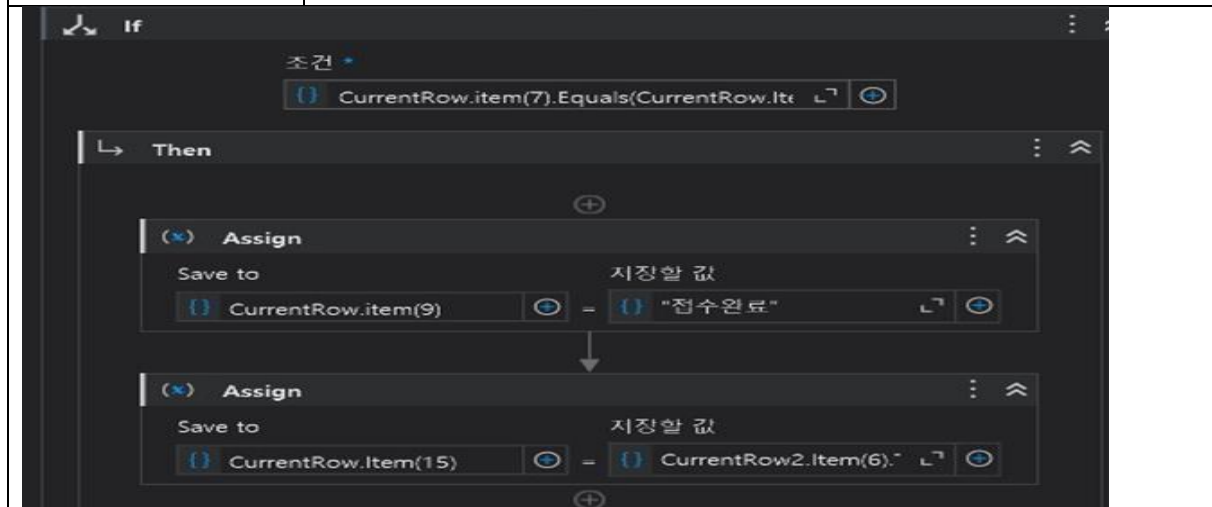 If
조건 *
CurrentRow.item(7).Equals(CurrentRow.Ite
Then
Assign
Save to 저장할 값
CurrentRow.item(9) = "접수완료"
Assign
Save to 저장할 값
CurrentRow.Item(15) = CurrentRow2.Item(6)."